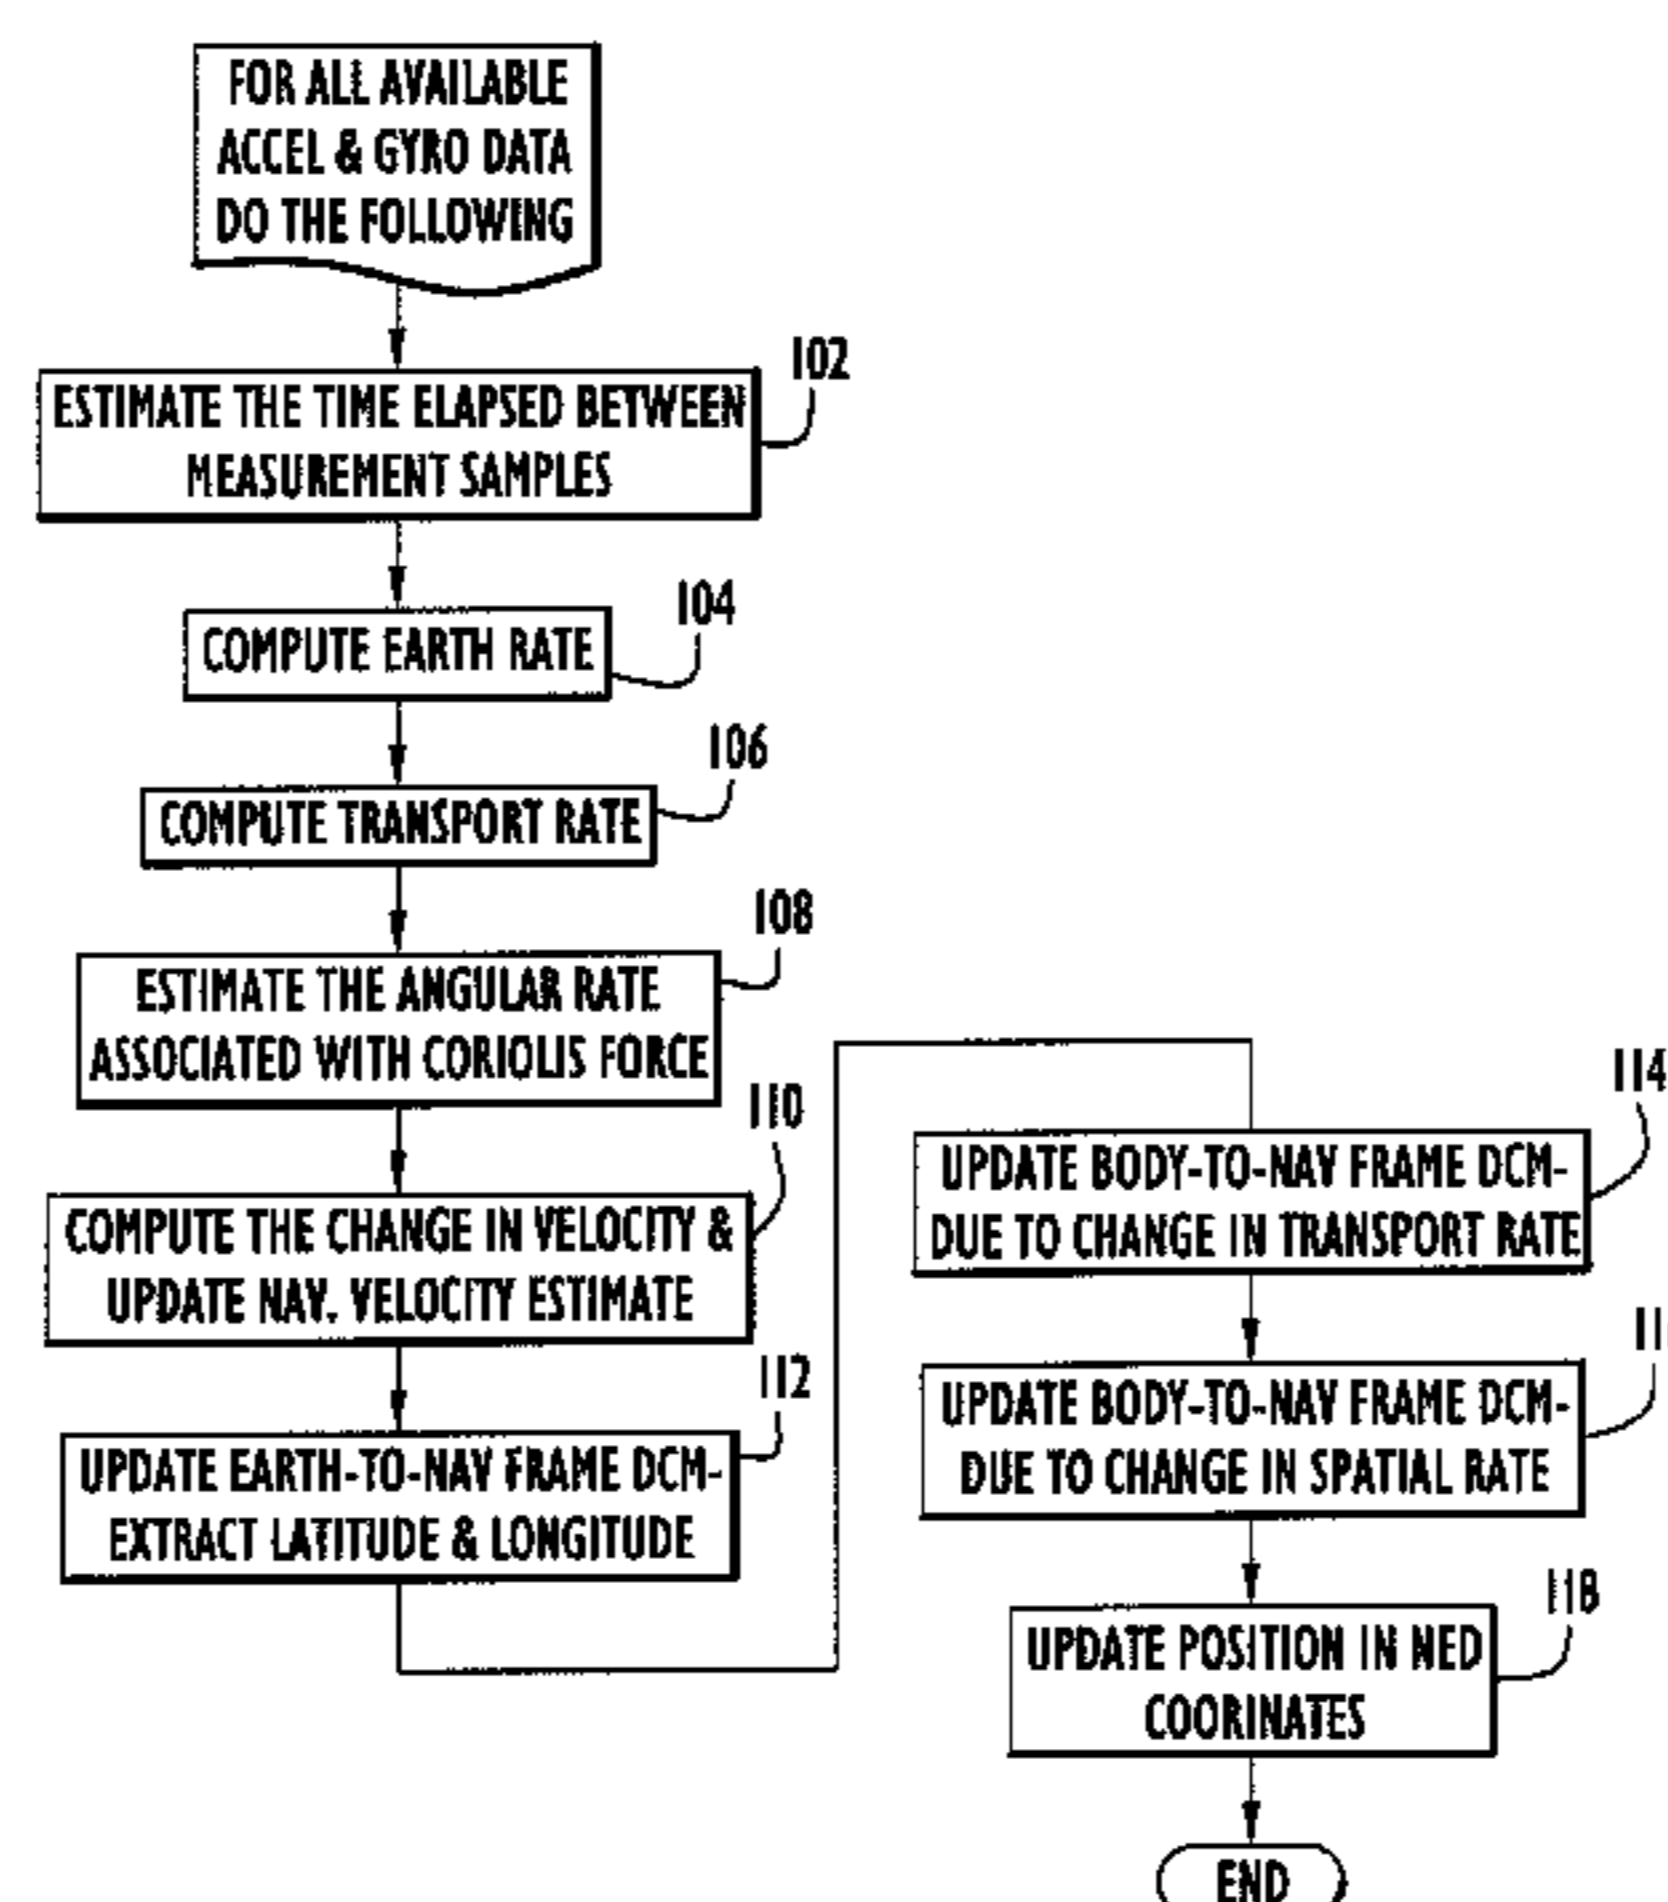 FOR ALL AVAILABLE
ACCEL & GYRO DATA
DO THE FOLLOWING
102
ESTIMATE THE TIME ELAPSED BETWEEN
MEASUREMENT SAMPLES
104
COMPUTE EARTH RATE
106
COMPUTE TRANSPORT RATE
108
ESTIMATE THE ANGULAR RATE
ASSOCIATED WITH CORIOLIS FORCE
110
COMPUTE THE CHANGE IN VELOCITY &
UPDATE NAV. VELOCITY ESTIMATE
112
UPDATE EARTH-TO-NAV FRAME DCM-
EXTRACT LATITUDE & LONGITUDE
114
UPDATE BODY-TO-NAV FRAME DCM-
DUE TO CHANGE IN TRANSPORT RATE
UPDATE BODY-TO-NAV FRAME DCM-
DUE TO CHANGE IN SPATIAL RATE
118
UPDATE POSITION IN NED
COORINATES
END